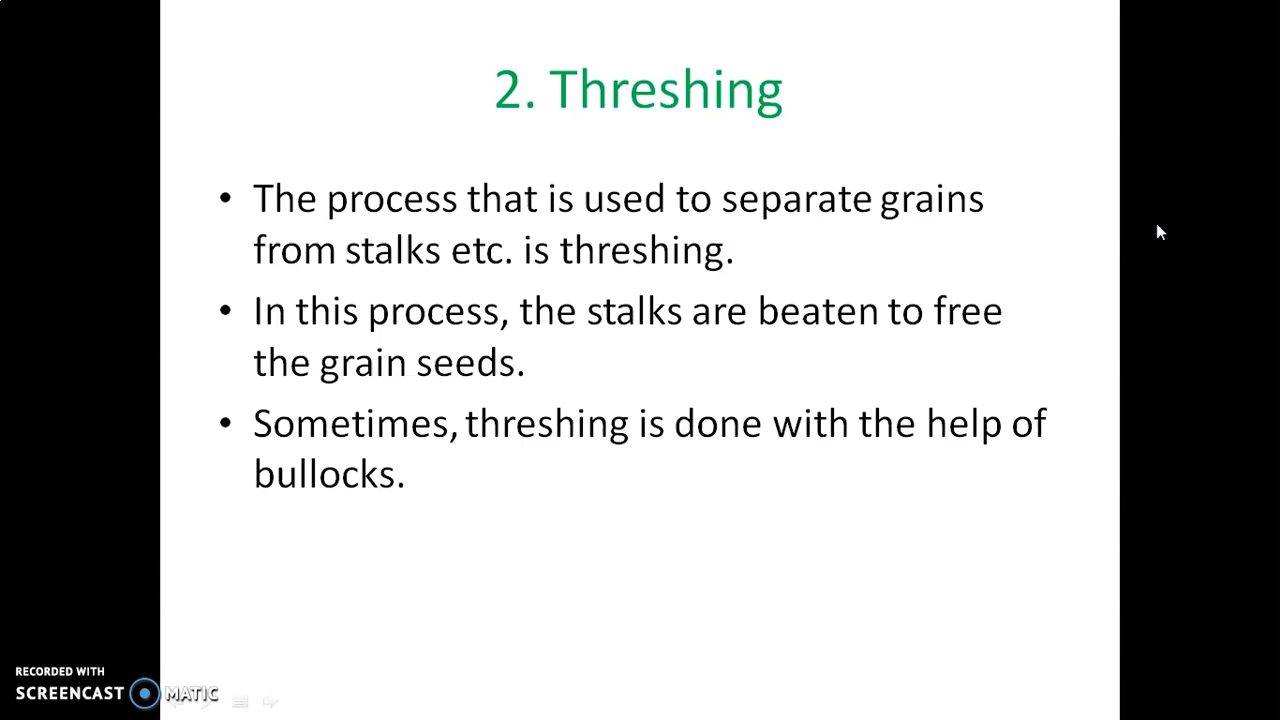 2. Threshing
• The process that is used to separate grains
from stalks etc. is threshing.
• In this process, the stalks are beaten to free
the grain seeds.
• Sometimes, threshing is done with the help of
bullocks.
RECORDED WITH
SCREENCAST MATIC